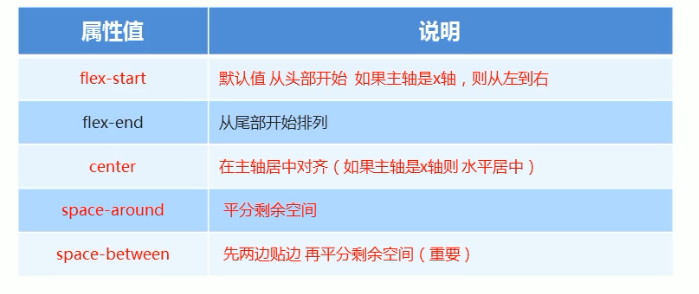 属性值 说明
flex-start 默认值 从头部开始 如果主轴是x轴，则从左到右
flex-end 从尾部开始排列
center 在主轴居中对齐（如果主轴是x轴则 水平居中）
space-around 平分剩余空间
space-between 先两边贴边 再平分剩余空间（重要）